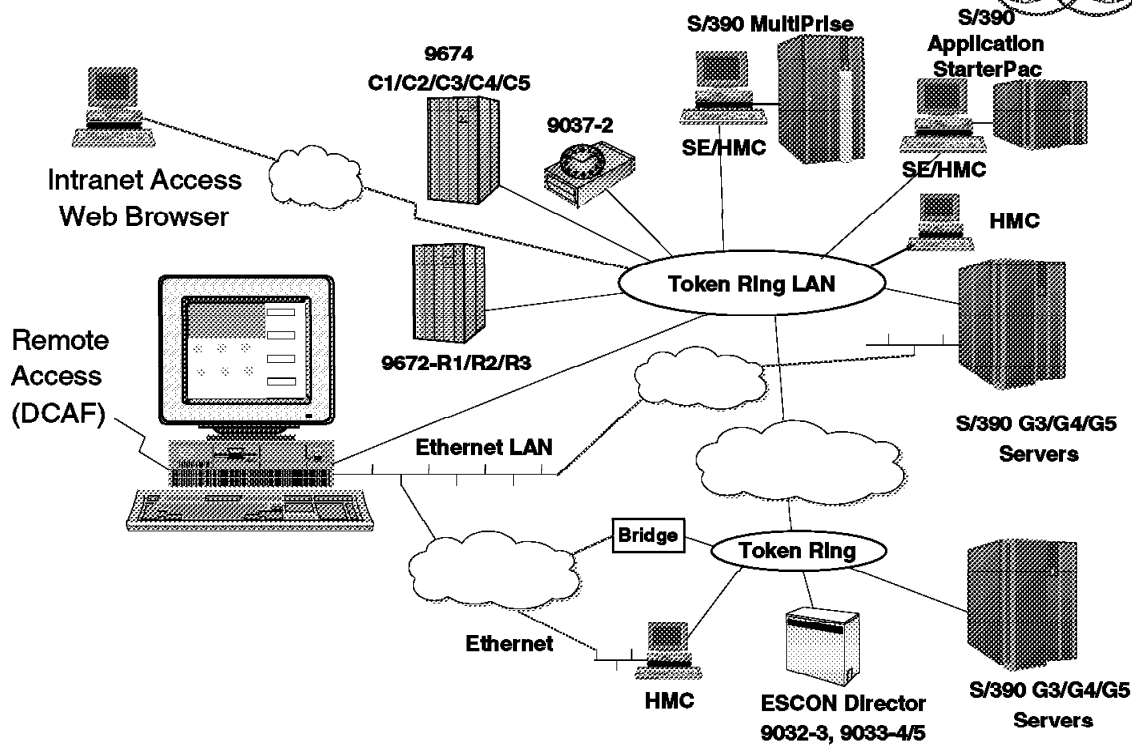 S/390 MultiPrise
S/390
Application
StarterPac
9674
C1/C2/C3/C4/C5
9037-2
SE/HMC
SE/HMC
Intranet Access
Web Browser
HMC
Token Ring LAN
9672-R1/R2/R3
Remote
Access
(DCAF)
Ethernet LAN
S/390 G3/G4/G5
Servers
Bridge
Token Ring
Ethernet
HMC
ESCON Director
9032-3, 9033-4/5
S/390 G3/G4/G5
Servers